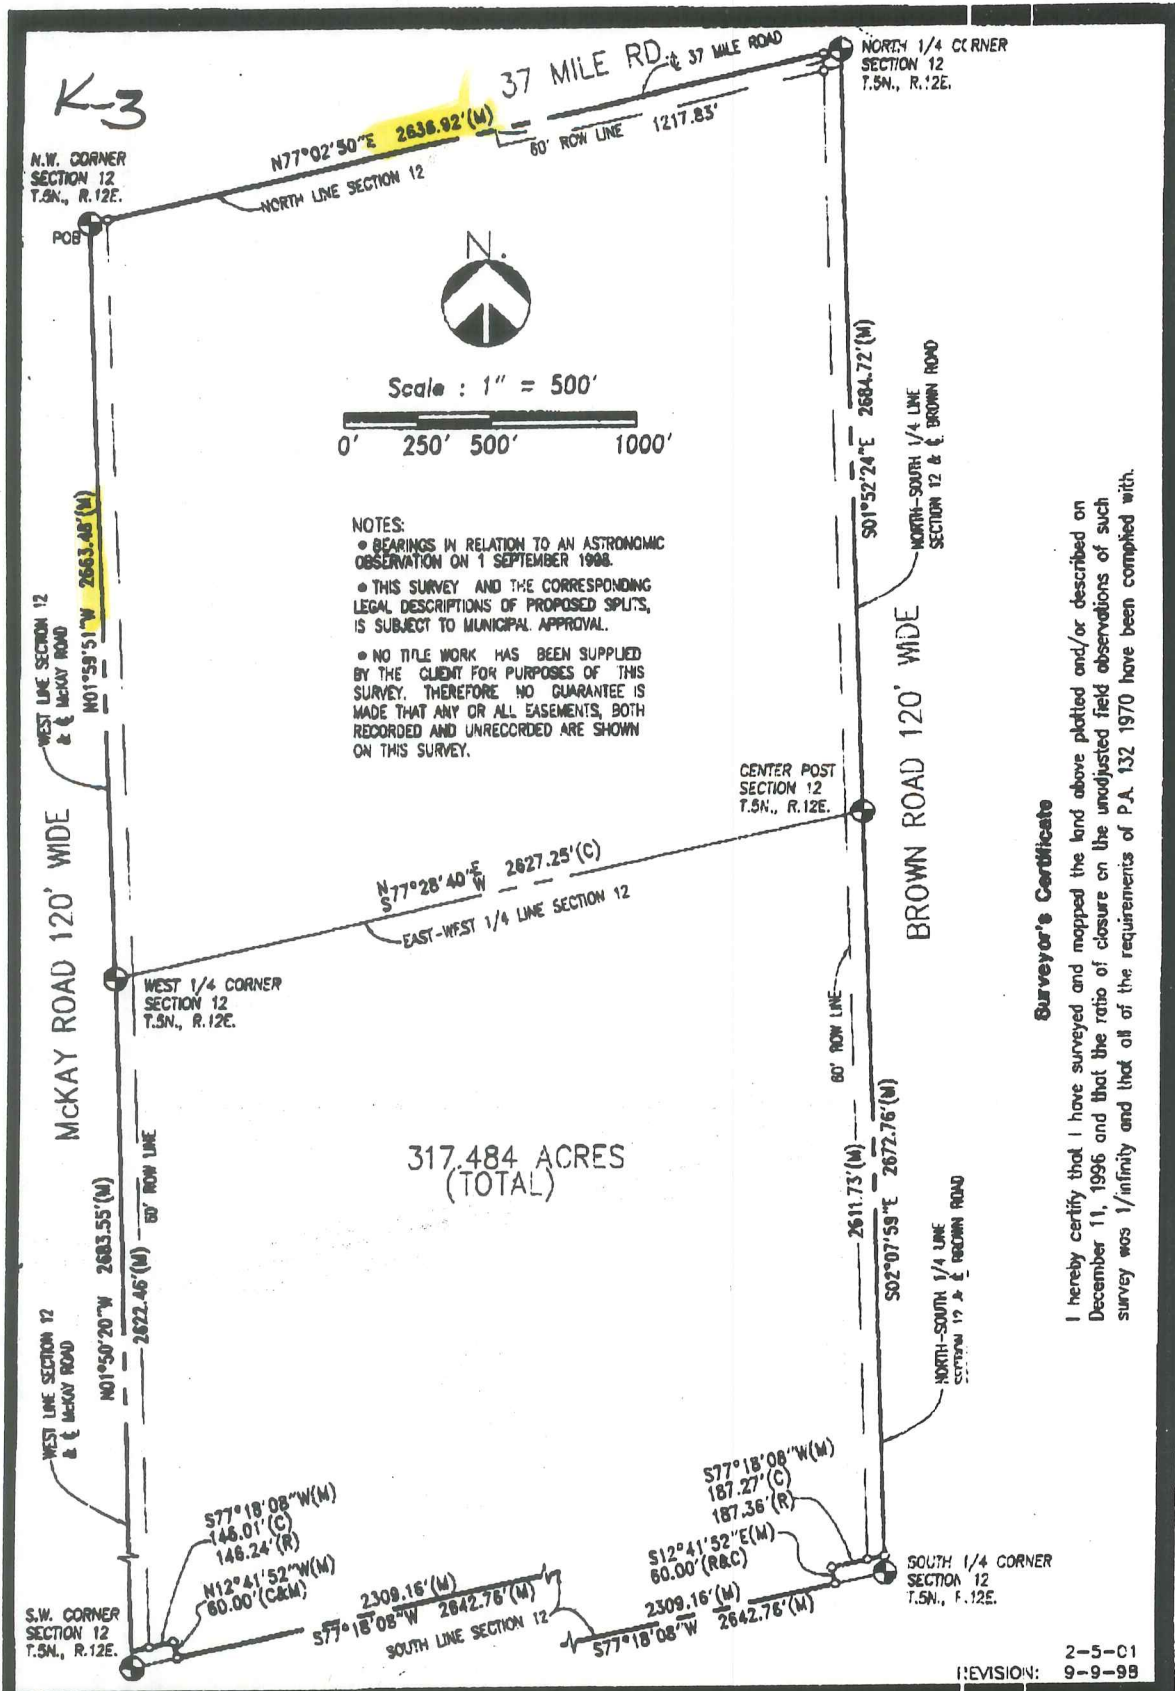 K-3
37 MILE RD.
℄ 37 MILE ROAD
NORTH 1/4 CORNER
SECTION 12
T.5N., R.12E.
N77°02'50"E 2636.92'(M)
60' ROW LINE 1217.83'
NORTH LINE SECTION 12
N.W. CORNER
SECTION 12
T.5N., R.12E.
POB
N.
Scale : 1" = 500'
0' 250' 500' 1000'
NOTES:
● BEARINGS IN RELATION TO AN ASTRONOMIC
OBSERVATION ON 1 SEPTEMBER 1998.
● THIS SURVEY AND THE CORRESPONDING
LEGAL DESCRIPTIONS OF PROPOSED SPLITS,
IS SUBJECT TO MUNICIPAL APPROVAL.
● NO TITLE WORK HAS BEEN SUPPLIED
BY THE CLIENT FOR PURPOSES OF THIS
SURVEY. THEREFORE NO GUARANTEE IS
MADE THAT ANY OR ALL EASEMENTS, BOTH
RECORDED AND UNRECORDED ARE SHOWN
ON THIS SURVEY.
WEST LINE SECTION 12
& ℄ McKAY ROAD
N01°59'51"W 2663.48'(M)
S01°52'24"E 2684.72'(M)
NORTH-SOUTH 1/4 LINE
SECTION 12 & ℄ BROWN ROAD
McKAY ROAD 120' WIDE
BROWN ROAD 120' WIDE
CENTER POST
SECTION 12
T.5N., R.12E.
N E
S77°28'40"W 2627.25'(C)
EAST-WEST 1/4 LINE SECTION 12
WEST 1/4 CORNER
SECTION 12
T.5N., R.12E.
60' ROW LINE
317.484 ACRES
(TOTAL)
60' ROW LINE
N01°50'20"W 2683.55'(M)
2622.46'(M)
2611.73'(M)
S02°07'59"E 2672.76'(M)
NORTH-SOUTH 1/4 LINE
SECTION 12 & ℄ BROWN ROAD
WEST LINE SECTION 12
& ℄ McKAY ROAD
S77°18'08"W(M)
146.01'(C)
146.24'(R)
N12°41'52"W(M)
60.00'(C&M)
S77°18'08"W(M)
187.27'(C)
187.36'(R)
S12°41'52"E(M)
60.00'(R&C)
2309.16'(M)
S77°18'08"W 2642.76'(M)
SOUTH LINE SECTION 12
2309.16'(M)
S77°18'08"W 2642.76'(M)
S.W. CORNER
SECTION 12
T.5N., R.12E.
SOUTH 1/4 CORNER
SECTION 12
T.5N., R.12E.
2-5-01
REVISION: 9-9-98
Surveyor's Certificate
I hereby certify that I have surveyed and mapped the land above plotted and/or described on
December 11, 1996 and that the ratio of closure on the unadjusted field observations of such
survey was 1/infinity and that all of the requirements of P.A. 132 1970 have been complied with.